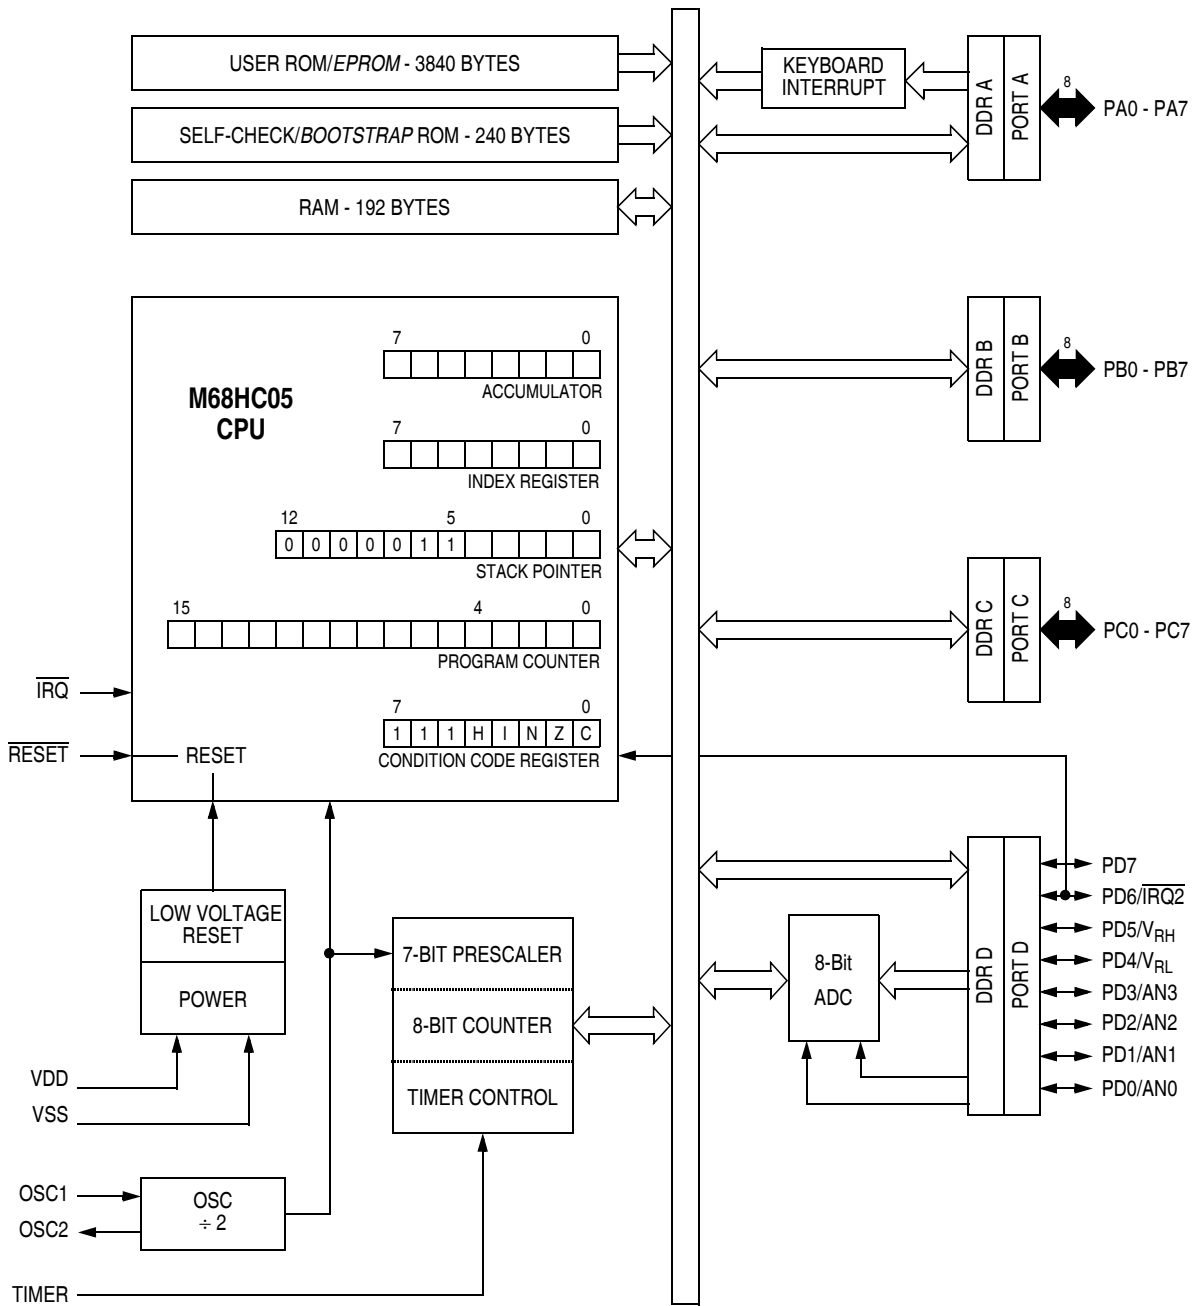 USER ROM/EPROM - 3840 BYTES
SELF-CHECK/BOOTSTRAP ROM - 240 BYTES
RAM - 192 BYTES
KEYBOARD
INTERRUPT
DDR A
PORT A
8
PA0 - PA7
M68HC05
CPU
7 0
ACCUMULATOR
7 0
INDEX REGISTER
12 5 0
0 0 0 0 0 1 1
STACK POINTER
15 4 0
PROGRAM COUNTER
7 0
1 1 1 H I N Z C
CONDITION CODE REGISTER
IRQ
RESET
RESET
DDR B
PORT B
8
PB0 - PB7
DDR C
PORT C
8
PC0 - PC7
LOW VOLTAGE
RESET
POWER
VDD
VSS
7-BIT PRESCALER
8-BIT COUNTER
TIMER CONTROL
OSC1
OSC2
OSC
÷ 2
TIMER
8-Bit
ADC
DDR D
PORT D
PD7
PD6/IRQ2
PD5/VRH
PD4/VRL
PD3/AN3
PD2/AN2
PD1/AN1
PD0/AN0